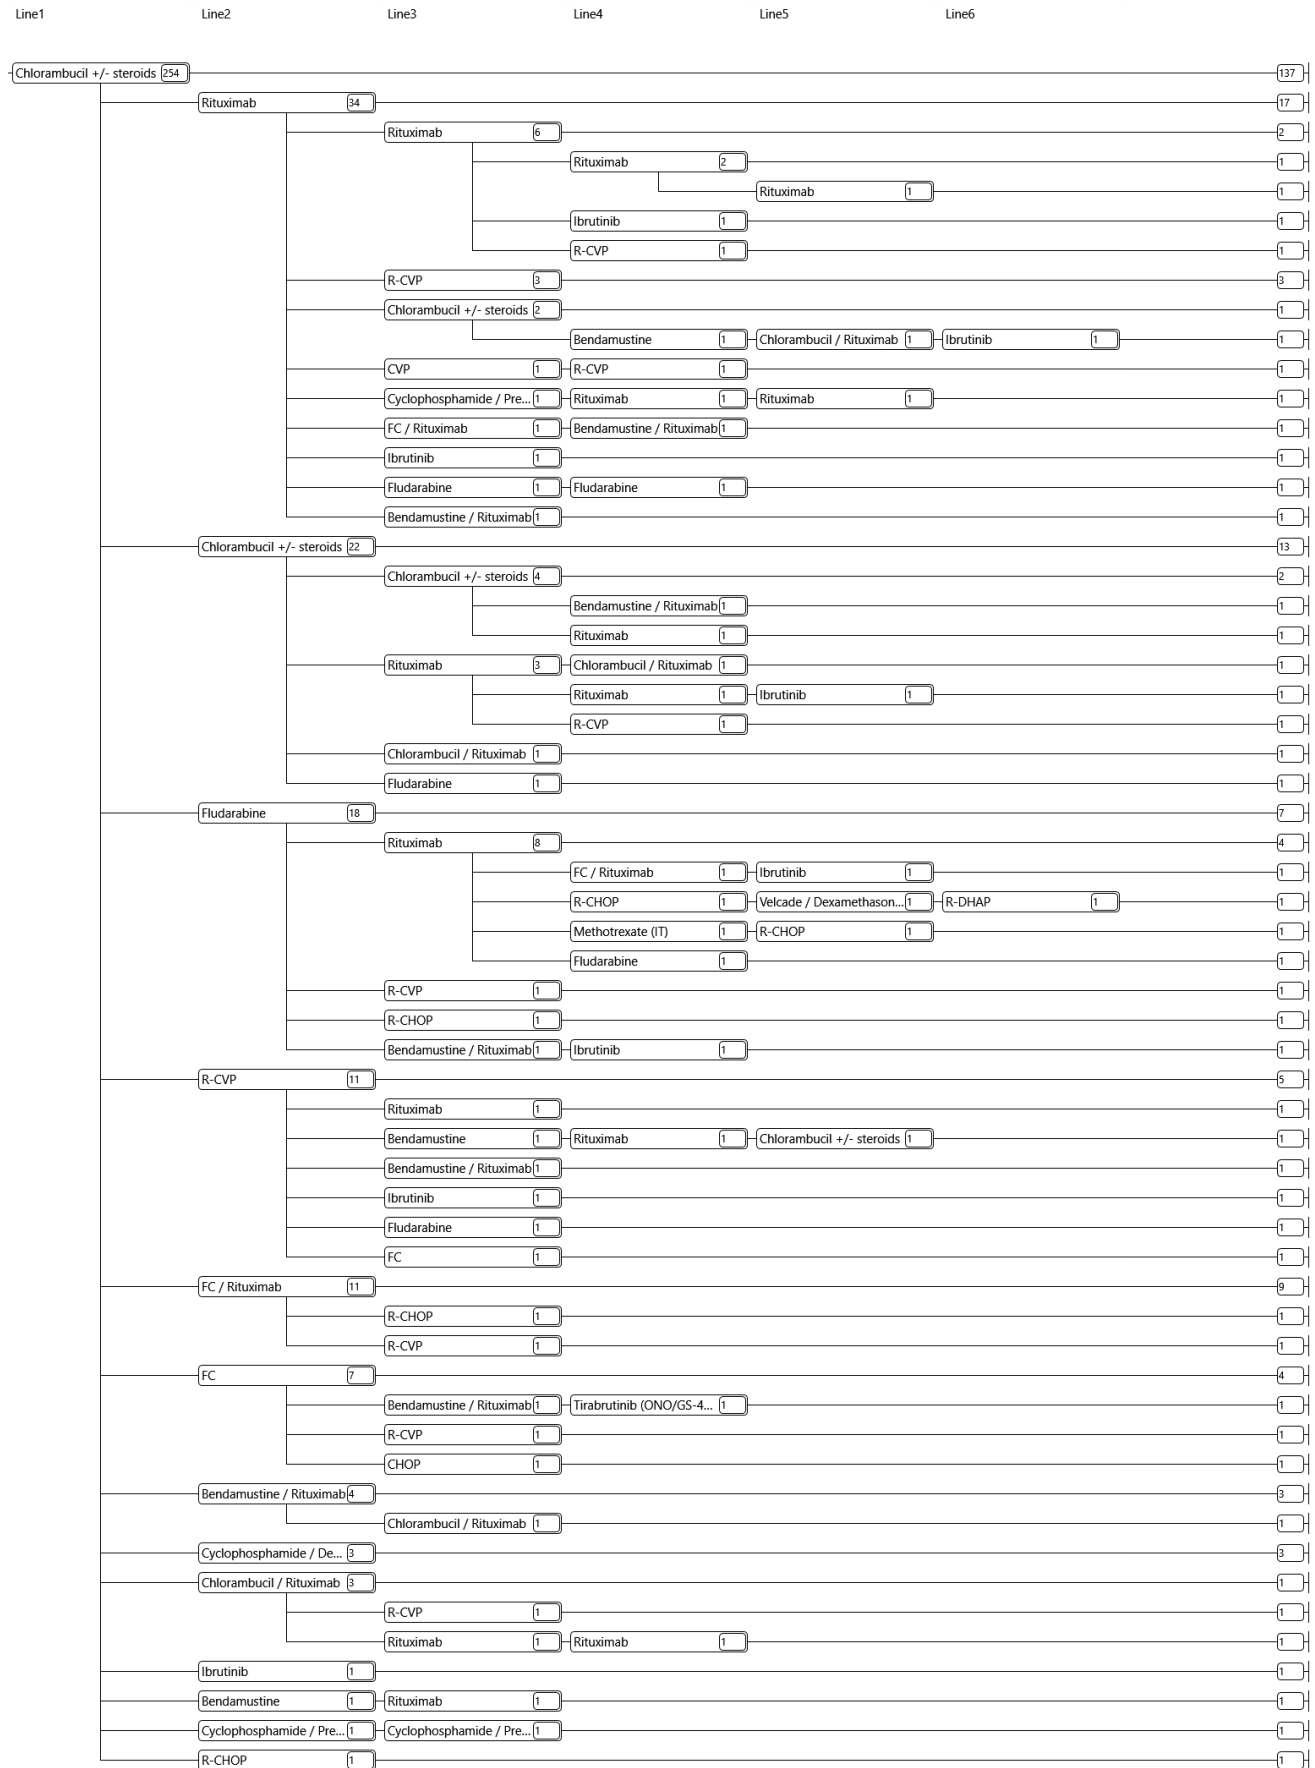 Line1 Line2 Line3 Line4 Line5 Line6
Chlorambucil +/- steroids 254 137
Rituximab 34 17
Rituximab 6 2
Rituximab 2 1
Rituximab 1 1
Ibrutinib 1 1
R-CVP 1 1
R-CVP 3 3
Chlorambucil +/- steroids 2 1
Bendamustine 1 Chlorambucil / Rituximab 1 Ibrutinib 1 1
CVP 1 R-CVP 1 1
Cyclophosphamide / Pre... 1 Rituximab 1 Rituximab 1 1
FC / Rituximab 1 Bendamustine / Rituximab 1 1
Ibrutinib 1 1
Fludarabine 1 Fludarabine 1 1
Bendamustine / Rituximab 1 1
Chlorambucil +/- steroids 22 13
Chlorambucil +/- steroids 4 2
Bendamustine / Rituximab 1 1
Rituximab 1 1
Rituximab 3 Chlorambucil / Rituximab 1 1
Rituximab 1 Ibrutinib 1 1
R-CVP 1 1
Chlorambucil / Rituximab 1 1
Fludarabine 1 1
Fludarabine 18 7
Rituximab 8 4
FC / Rituximab 1 Ibrutinib 1 1
R-CHOP 1 Velcade / Dexamethason... 1 R-DHAP 1 1
Methotrexate (IT) 1 R-CHOP 1 1
Fludarabine 1 1
R-CVP 1 1
R-CHOP 1 1
Bendamustine / Rituximab 1 Ibrutinib 1 1
R-CVP 11 5
Rituximab 1 1
Bendamustine 1 Rituximab 1 Chlorambucil +/- steroids 1 1
Bendamustine / Rituximab 1 1
Ibrutinib 1 1
Fludarabine 1 1
FC 1 1
FC / Rituximab 11 9
R-CHOP 1 1
R-CVP 1 1
FC 7 4
Bendamustine / Rituximab 1 Tirabrutinib (ONO/GS-4... 1 1
R-CVP 1 1
CHOP 1 1
Bendamustine / Rituximab 4 3
Chlorambucil / Rituximab 1 1
Cyclophosphamide / De... 3 3
Chlorambucil / Rituximab 3 1
R-CVP 1 1
Rituximab 1 Rituximab 1 1
Ibrutinib 1 1
Bendamustine 1 Rituximab 1 1
Cyclophosphamide / Pre... 1 Cyclophosphamide / Pre... 1 1
R-CHOP 1 1